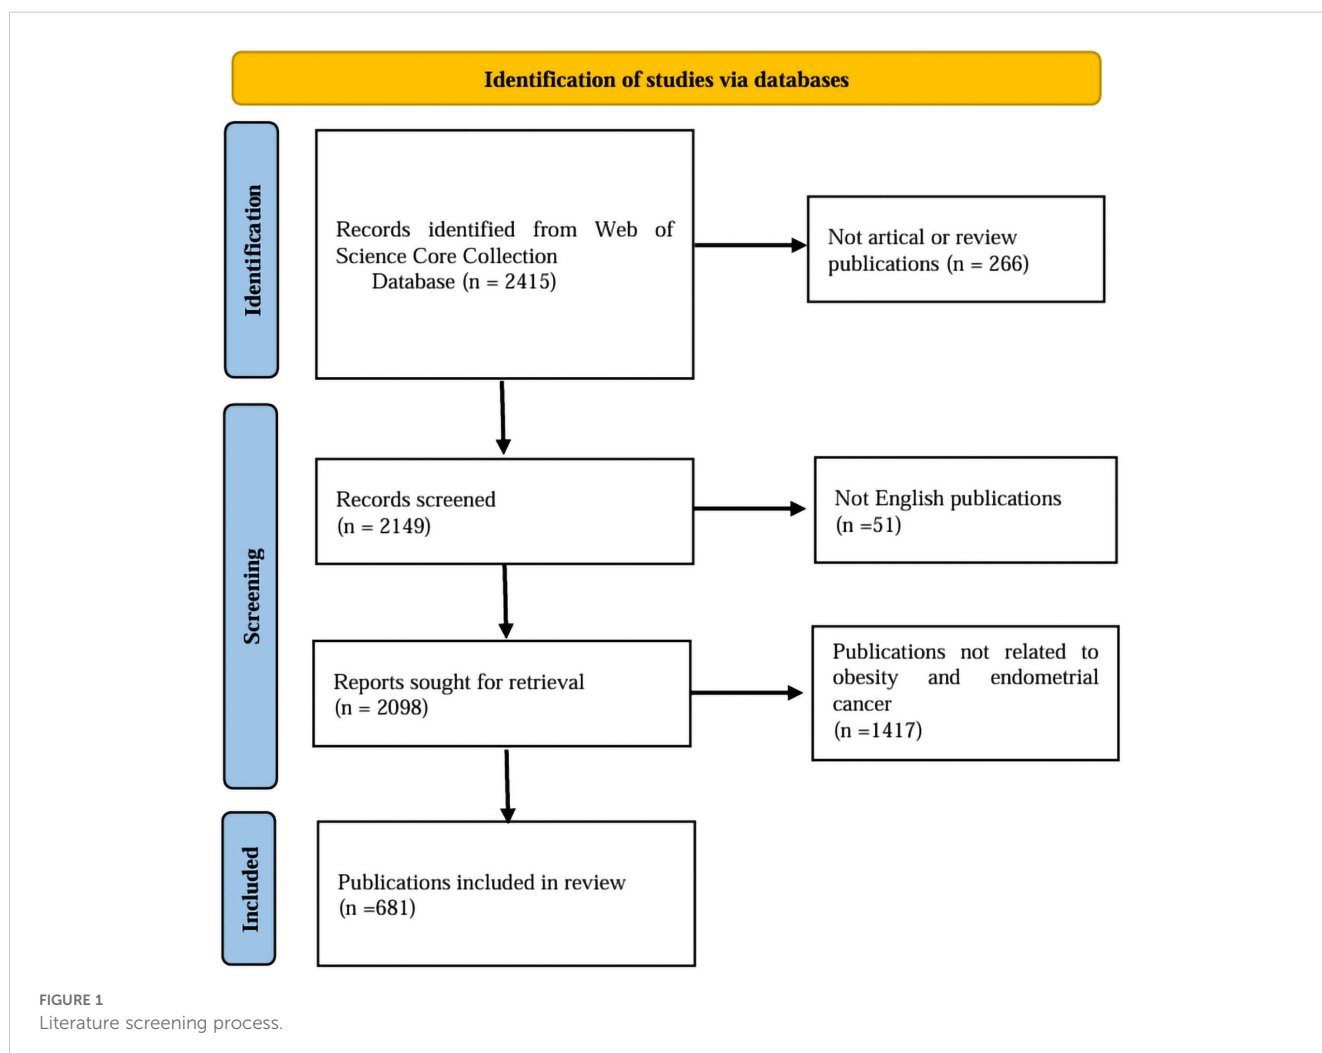 Identification of studies via databases
Identification
Records identified from Web of
Science Core Collection
Database (n = 2415)
Not artical or review
publications (n = 266)
Screening
Records screened
(n = 2149)
Not English publications
(n =51)
Reports sought for retrieval
(n = 2098)
Publications not related to
obesity and endometrial
cancer
(n =1417)
Included
Publications included in review
(n =681)
FIGURE 1
Literature screening process.